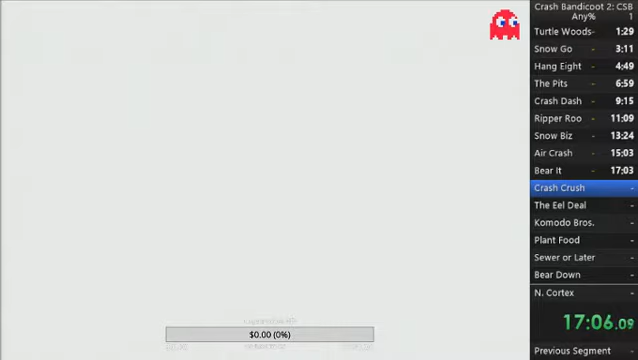 Crash Bandicoot 2: CSB
Any% 1
Turtle Woods - 1:29
Snow Go - 3:11
Hang Eight - 4:49
The Pits - 6:59
Crash Dash - 9:15
Ripper Roo - 11:09
Snow Biz - 13:24
Air Crash - 15:03
Bear It - 17:03
Crash Crush -
The Eel Deal -
Komodo Bros. -
Plant Food -
Sewer or Later -
Bear Down -
N. Cortex -
17:06.09
$0.00 (0%)
Previous Segment -